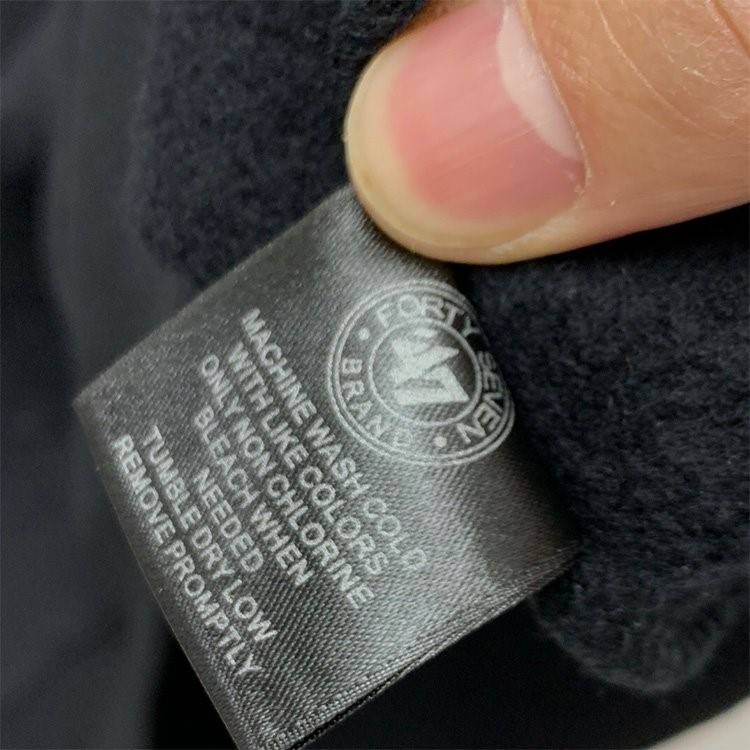 FORTY SEVEN
BRAND
47
MACHINE WASH COLD
WITH LIKE COLORS
ONLY NON CHLORINE
BLEACH WHEN
NEEDED
TUMBLE DRY LOW
REMOVE PROMPTLY